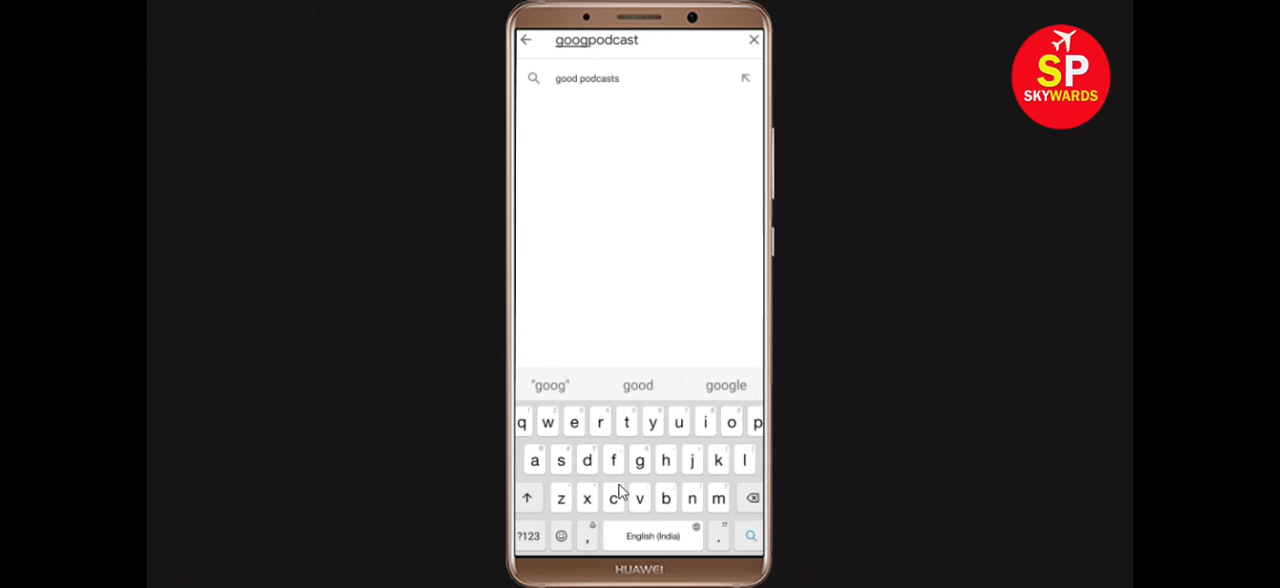 googpodcast
good podcasts
SP
SKYWARDS
"goog" good google
q w e r t y u i o p
a s d f g h j k l
z x c v b n m
?123 , English (India) .
HUAWEI